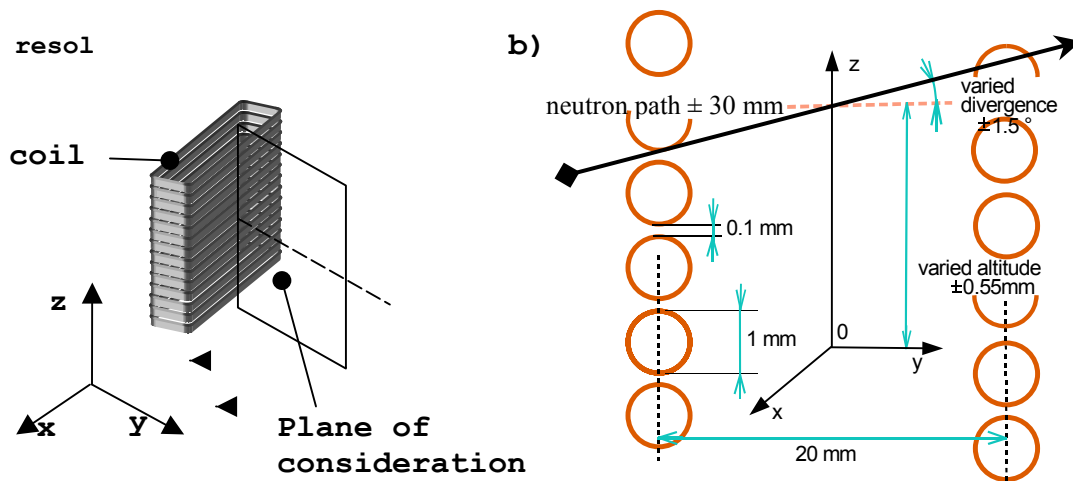 resol
coil
z
x
y
Plane of
consideration
b)
z
neutron path ± 30 mm
varied
divergence
±1.5°
0.1 mm
varied altitude
±0.55mm
1 mm
0
y
x
20 mm